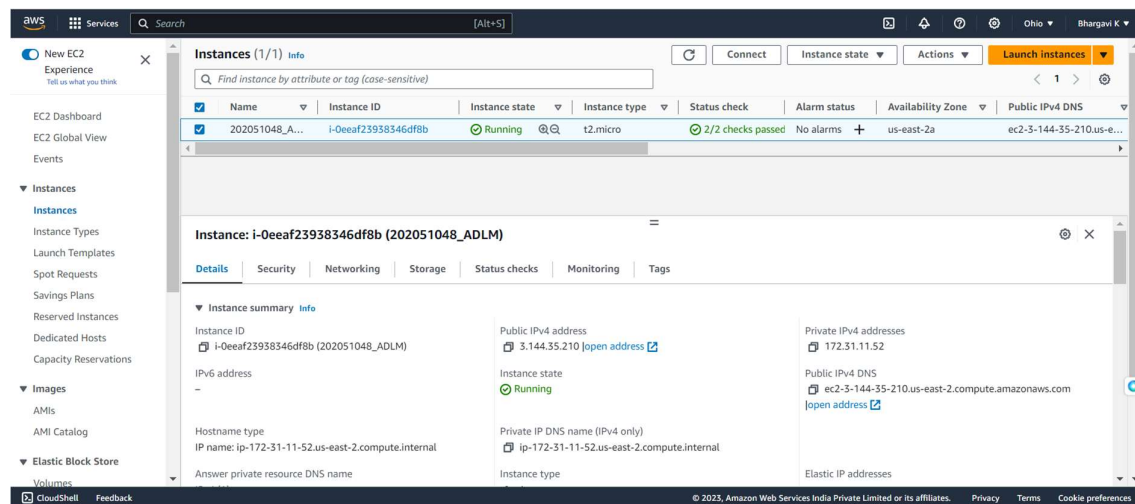 aws Services Search [Alt+S] Ohio ▼ Bhargavi K ▼
New EC2
Experience
Tell us what you think
EC2 Dashboard
EC2 Global View
Events
▼ Instances
Instances
Instance Types
Launch Templates
Spot Requests
Savings Plans
Reserved Instances
Dedicated Hosts
Capacity Reservations
▼ Images
AMIs
AMI Catalog
▼ Elastic Block Store
Volumes
Instances (1/1) Info
Connect Instance state ▼ Actions ▼ Launch instances ▼
Find instance by attribute or tag (case-sensitive)
< 1 >
Name Instance ID Instance state Instance type Status check Alarm status Availability Zone Public IPv4 DNS
202051048_A... i-0eeaf23938346df8b Running t2.micro 2/2 checks passed No alarms + us-east-2a ec2-3-144-35-210.us-e...
Instance: i-0eeaf23938346df8b (202051048_ADLM)
Details Security Networking Storage Status checks Monitoring Tags
▼ Instance summary Info
Instance ID
i-0eeaf23938346df8b (202051048_ADLM)
Public IPv4 address
3.144.35.210 |open address
Private IPv4 addresses
172.31.11.52
IPv6 address
–
Instance state
Running
Public IPv4 DNS
ec2-3-144-35-210.us-east-2.compute.amazonaws.com
|open address
Hostname type
IP name: ip-172-31-11-52.us-east-2.compute.internal
Private IP DNS name (IPv4 only)
ip-172-31-11-52.us-east-2.compute.internal
Answer private resource DNS name
Instance type
Elastic IP addresses
CloudShell Feedback © 2023, Amazon Web Services India Private Limited or its affiliates. Privacy Terms Cookie preferences